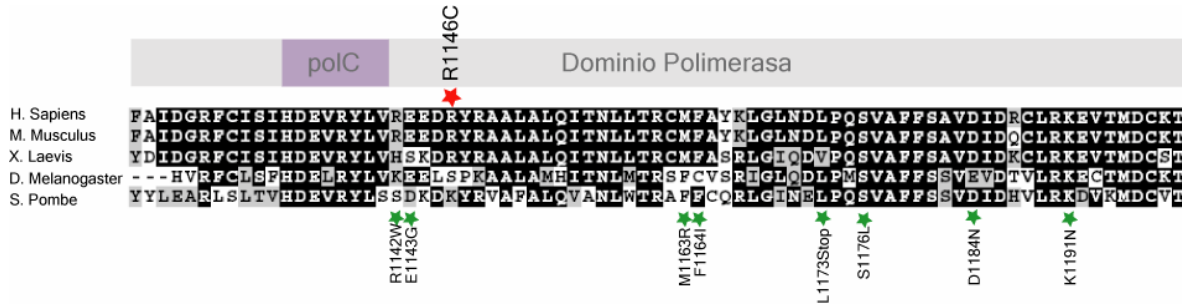 R1146C
polC Dominio Polimerasa
H. Sapiens FAIDGRFCISIHDEVRYLVREEDRYRAALALQITNLLTRCMFAYKLGLNDLPQSVAFFSAVDIDRCLRKEVTMDCKT
M. Musculus FAIDGRFCISIHDEVRYLVREEDRYRAALALQITNLLTRCMFAYKLGLNDLPQSVAFFSAVDIDQCLRKEVTMDCKT
X. Laevis YDIDGRFCISIHDEVRYLVHSKDRYRAALALQITNLLTRCMFASRLGIQDVPQSVAFFSAVDIDKCLRKEVTMDCST
D. Melanogaster ---HVRFCLSFHDELRYLVKEELSPKAALAMHITNLMTRSFCVSRIGLQDLPMSVAFFSSVEVDTVLRKECTMDCKT
S. Pombe YYLEARLSLTVHDEVRYLSSDKDKYRVAFALQVANLWTRAFFCQRLGINELPQSVAFFSSVDIDHVLRKDVKMDCVT
R1142W
E1143G
M1163R
F1164I
L1173Stop
S1176L
D1184N
K1191N